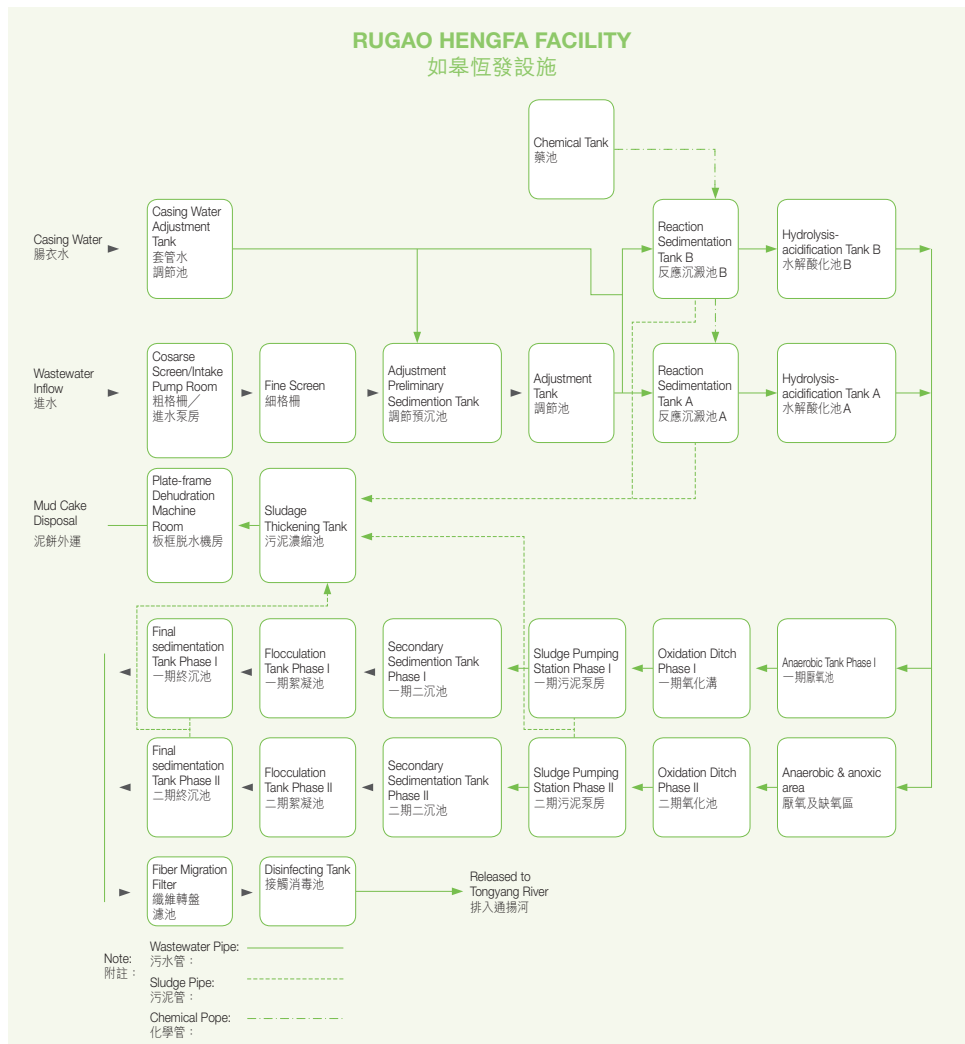 RUGAO HENGFA FACILITY
如皋恆發設施
Chemical Tank
藥池
Casing Water
腸衣水
Casing Water
Adjustment
Tank
套管水
調節池
Reaction
Sedimentation
Tank B
反應沉澱池B
Hydrolysis-
acidification Tank B
水解酸化池B
Wastewater
Inflow
進水
Cosarse
Screen/Intake
Pump Room
粗格柵／
進水泵房
Fine Screen
細格柵
Adjustment
Preliminary
Sedimention Tank
調節預沉池
Adjustment
Tank
調節池
Reaction
Sedimentation
Tank A
反應沉澱池A
Hydrolysis-
acidification Tank A
水解酸化池A
Mud Cake
Disposal
泥餅外運
Plate-frame
Dehudration
Machine
Room
板框脱水機房
Sludage
Thickening Tank
污泥濃縮池
Final
sedimentation
Tank Phase I
一期終沉池
Flocculation
Tank Phase I
一期絮凝池
Secondary
Sedimention Tank
Phase I
一期二沉池
Sludge Pumping
Station Phase I
一期污泥泵房
Oxidation Ditch
Phase I
一期氧化溝
Anaerobic Tank Phase I
一期厭氧池
Final
sedimentation
Tank Phase II
二期終沉池
Flocculation
Tank Phase II
二期絮凝池
Secondary
Sedimentation Tank
Phase II
二期二沉池
Sludge Pumping
Station Phase II
二期污泥泵房
Oxidation Ditch
Phase II
二期氧化池
Anaerobic & anoxic
area
厭氧及缺氧區
Fiber Migration
Filter
纖維轉盤
濾池
Disinfecting Tank
接觸消毒池
Released to
Tongyang River
排入通揚河
Note:
附註：
Wastewater Pipe:
污水管：
Sludge Pipe:
污泥管：
Chemical Pope:
化學管：